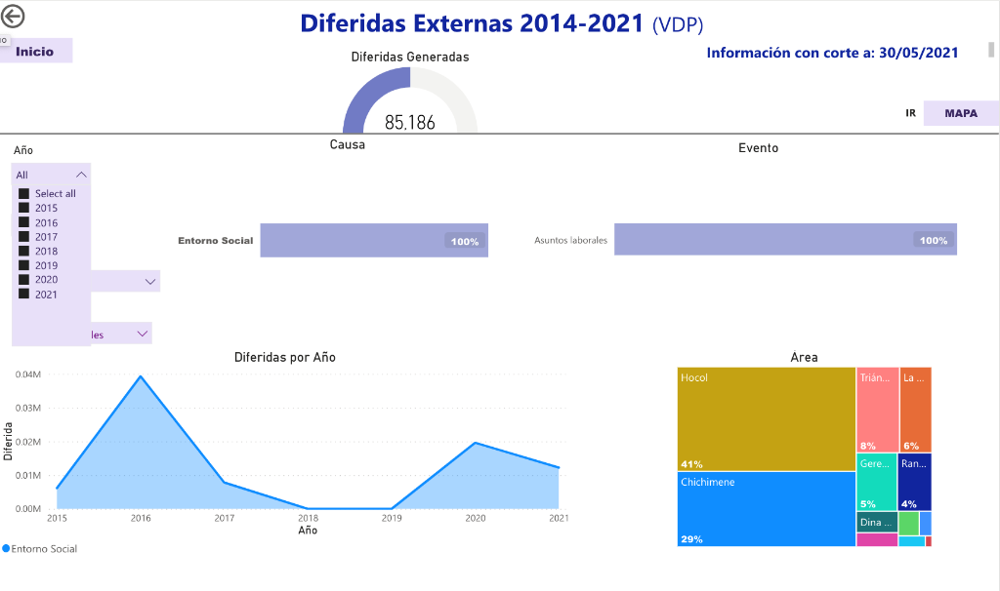 Diferidas Externas 2014-2021 (VDP)
Inicio
Diferidas Generadas
Información con corte a: 30/05/2021
85,186
IR
MAPA
Año
Causa
Evento
All
Select all
2015
2016
2017
2018
2019
2020
2021
Entorno Social
100%
Asuntos laborales
100%
les
Diferidas por Año
Área
0.04M
0.03M
0.02M
0.01M
0.00M
Diferida
2015
2016
2017
2018
2019
2020
2021
Año
Entorno Social
Hocol
41%
Trián...
8%
La ...
6%
Chichimene
29%
Gere...
5%
Ran...
4%
Dina ...